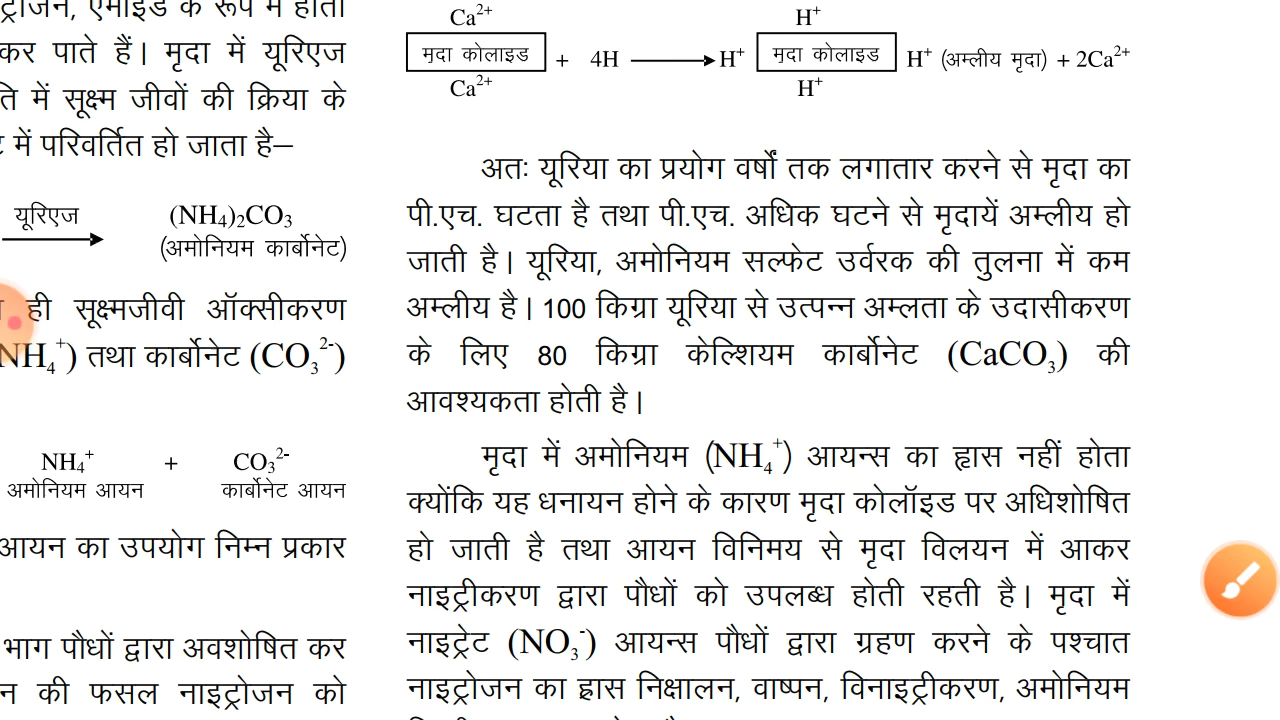 ट्रोजन, एमाइड के रूप में होता
कर पाते हैं। मृदा में यूरिएज
ति में सूक्ष्म जीवों की क्रिया के
में परिवर्तित हो जाता है–
यूरिएज (NH₄)₂CO₃
(अमोनियम कार्बोनेट)
ही सूक्ष्मजीवी ऑक्सीकरण
NH₄⁺) तथा कार्बोनेट (CO₃²⁻)
NH₄⁺ + CO₃²⁻
अमोनियम आयन कार्बोनेट आयन
आयन का उपयोग निम्न प्रकार
भाग पौधों द्वारा अवशोषित कर
न की फसल नाइट्रोजन को
Ca²⁺ H⁺
मृदा कोलाइड + 4H ⟶ H⁺ मृदा कोलाइड H⁺ (अम्लीय मृदा) + 2Ca²⁺
Ca²⁺ H⁺
अतः यूरिया का प्रयोग वर्षों तक लगातार करने से मृदा का
पी.एच. घटता है तथा पी.एच. अधिक घटने से मृदायें अम्लीय हो
जाती है। यूरिया, अमोनियम सल्फेट उर्वरक की तुलना में कम
अम्लीय है। 100 किग्रा यूरिया से उत्पन्न अम्लता के उदासीकरण
के लिए 80 किग्रा केल्शियम कार्बोनेट (CaCO₃) की
आवश्यकता होती है।
मृदा में अमोनियम (NH₄⁺) आयन्स का ह्रास नहीं होता
क्योंकि यह धनायन होने के कारण मृदा कोलॉइड पर अधिशोषित
हो जाती है तथा आयन विनिमय से मृदा विलयन में आकर
नाइट्रीकरण द्वारा पौधों को उपलब्ध होती रहती है। मृदा में
नाइट्रेट (NO₃⁻) आयन्स पौधों द्वारा ग्रहण करने के पश्चात
नाइट्रोजन का ह्रास निक्षालन, वाष्पन, विनाइट्रीकरण, अमोनियम